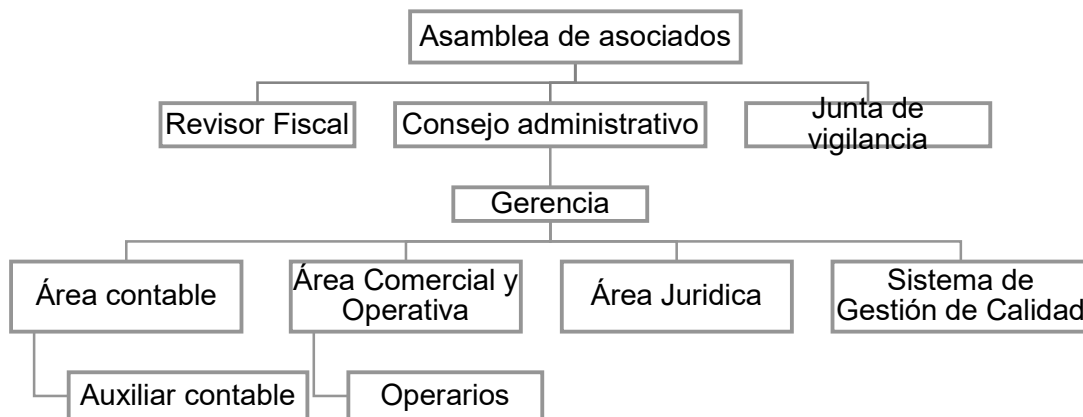 Asamblea de asociados
Revisor Fiscal
Consejo administrativo
Junta de
vigilancia
Gerencia
Área contable
Área Comercial y
Operativa
Área Juridica
Sistema de
Gestión de Calidad
Auxiliar contable
Operarios